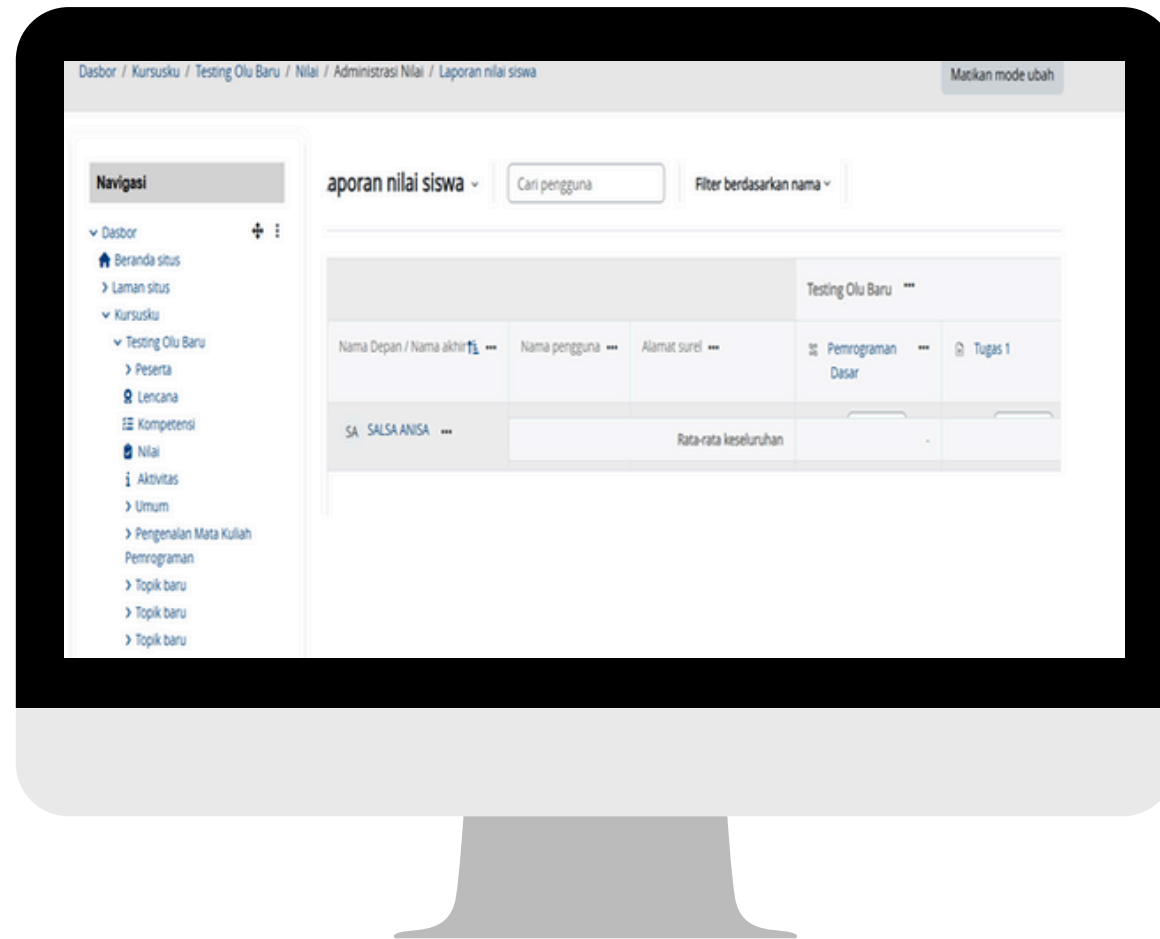 Dasbor / Kursusku / Testing Olu Baru / Nilai / Administrasi Nilai / Laporan nilai siswa
Matikan mode ubah
Navigasi
aporan nilai siswa
Cari pengguna
Filter berdasarkan nama
Dasbor
Beranda situs
Laman situs
Kursusku
Testing Olu Baru
Peserta
Lencana
Kompetensi
Nilai
Aktivitas
Umum
Pengenalan Mata Kuliah
Pemrograman
Topik baru
Topik baru
Topik baru
Testing Olu Baru
Nama Depan / Nama akhir
Nama pengguna
Alamat surel
Pemrograman
Dasar
Tugas 1
SA SALSA ANISA
Rata-rata keseluruhan
-